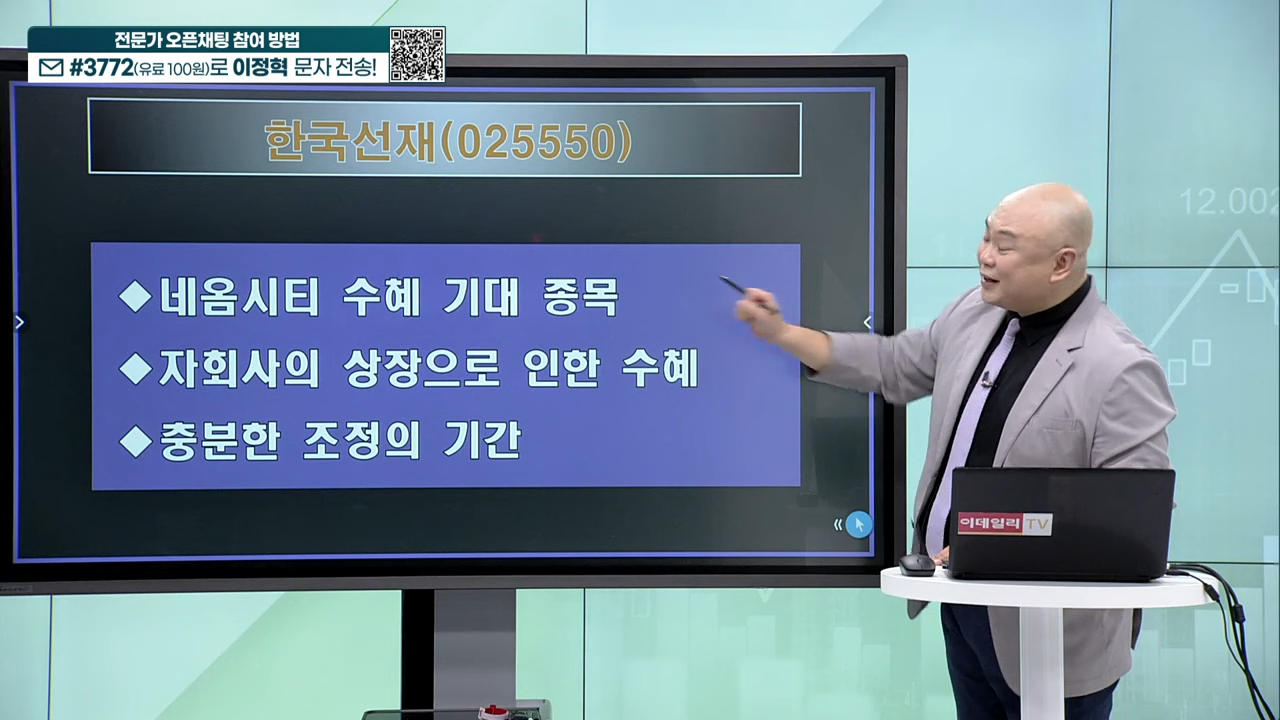 전문가 오픈채팅 참여 방법
#3772(유료 100원)로 이정혁 문자 전송!
한국선재(025550)
◆네옴시티 수혜 기대 종목
◆자회사의 상장으로 인한 수혜
◆충분한 조정의 기간
12.002
이데일리 TV